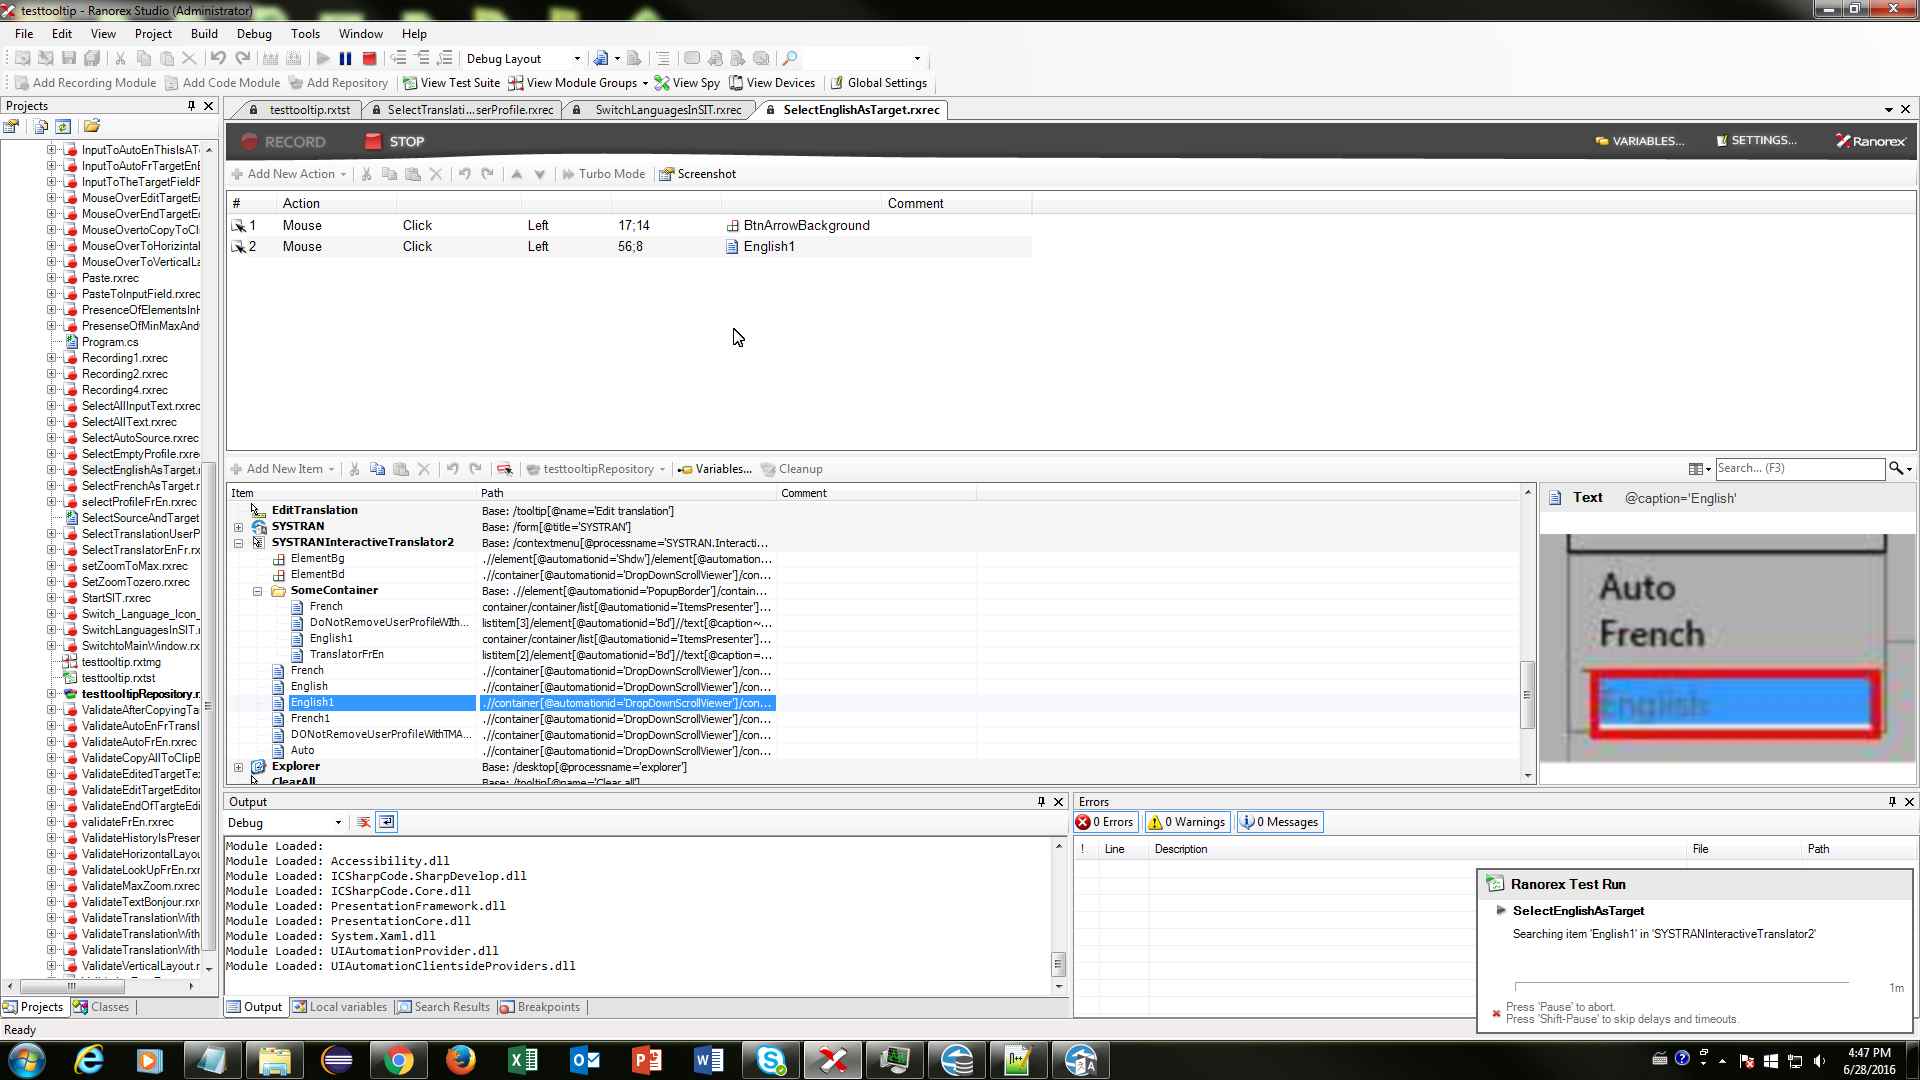 testtooltip - Ranorex Studio (Administrator)
File Edit View Project Build Debug Tools Window Help
Debug Layout
Add Recording Module Add Code Module Add Repository View Test Suite View Module Groups View Spy View Devices Global Settings
Projects
testtooltip.rxtst SelectTranslati...serProfile.rxrec SwitchLanguagesInSIT.rxrec SelectEnglishAsTarget.rxrec
RECORD STOP VARIABLES... SETTINGS... Ranorex
Add New Action Turbo Mode Screenshot
# Action Comment
1 Mouse Click Left 17;14 BtnArrowBackground
2 Mouse Click Left 56;8 English1
InputToAutoEnThisIsAT
InputToAutoFrTargetEnE
InputToTheTargetFieldF
MouseOverEditTargetE
MouseOverEndTargetE
MouseOvertoCopyToCl
MouseOverToHorizintal
MouseOverToVerticalLa
Paste.rxrec
PasteToInputField.rxrec
PresenceOfElementsInH
PresenseOfMinMaxAnd
Program.cs
Recording1.rxrec
Recording2.rxrec
Recording4.rxrec
SelectAllInputText.rxrec
SelectAllText.rxrec
SelectAutoSource.rxrec
SelectEmptyProfile.rxrec
SelectEnglishAsTarget.r
SelectFrenchAsTarget.r
selectProfileFrEn.rxrec
SelectSourceAndTarget
SelectTranslationUserP
SelectTranslatorEnFr.rx
setZoomToMax.rxrec
SetZoomTozero.rxrec
StartSIT.rxrec
Switch_Language_Icon_
SwitchLanguagesInSIT.r
SwitchtoMainWindow.rx
testtooltip.rxtmg
testtooltip.rxtst
testtooltipRepository.r
ValidateAfterCopyingTa
ValidateAutoEnFrTransl
ValidateAutoFrEn.rxrec
ValidateCopyAllToClipB
ValidateEditedTargetTe
ValidateEditTargetEditor
ValidateEndOfTargteEdi
validateFrEn.rxrec
ValidateHistoryIsPreser
ValidateHorizontalLayou
ValidateLookUpFrEn.rx
ValidateMaxZoom.rxrec
ValidateTextBonjour.rxr
ValidateTranslationWith
ValidateTranslationWith
ValidateTranslationWith
ValidateVerticalLayout.r
Projects Classes
Add New Item testtooltipRepository Variables... Cleanup Search... (F3)
Item Path Comment
EditTranslation Base: /tooltip[@name='Edit translation']
SYSTRAN Base: /form[@title='SYSTRAN']
SYSTRANInteractiveTranslator2 Base: /contextmenu[@processname='SYSTRAN.Interacti...
ElementBg .//element[@automationid='Shdw']/element[@automation...
ElementBd .//container[@automationid='DropDownScrollViewer']/con...
SomeContainer Base: .//element[@automationid='PopupBorder']/contain...
French container/container/list[@automationid='ItemsPresenter']...
DoNotRemoveUserProfileWith... listitem[3]/element[@automationid='Bd']//text[@caption~...
English1 container/container/list[@automationid='ItemsPresenter']...
TranslatorFrEn listitem[2]/element[@automationid='Bd']//text[@caption=...
French .//container[@automationid='DropDownScrollViewer']/con...
English .//container[@automationid='DropDownScrollViewer']/con...
English1 .//container[@automationid='DropDownScrollViewer']/con...
French1 .//container[@automationid='DropDownScrollViewer']/con...
DONotRemoveUserProfileWithTMA... .//container[@automationid='DropDownScrollViewer']/con...
Auto .//container[@automationid='DropDownScrollViewer']/con...
Explorer Base: /desktop[@processname='explorer']
ClearAll Base: /tooltip[@name='Clear all']
Text @caption='English'
Auto
French
English
Output
Debug
Module Loaded:
Module Loaded: Accessibility.dll
Module Loaded: ICSharpCode.SharpDevelop.dll
Module Loaded: ICSharpCode.Core.dll
Module Loaded: PresentationFramework.dll
Module Loaded: PresentationCore.dll
Module Loaded: System.Xaml.dll
Module Loaded: UIAutomationProvider.dll
Module Loaded: UIAutomationClientsideProviders.dll
Output Local variables Search Results Breakpoints
Errors
0 Errors 0 Warnings 0 Messages
! Line Description File Path
Ranorex Test Run
SelectEnglishAsTarget
Searching item 'English1' in 'SYSTRANInteractiveTranslator2'
1m
Press 'Pause' to abort.
Press 'Shift-Pause' to skip delays and timeouts.
Ready
4:47 PM
6/28/2016